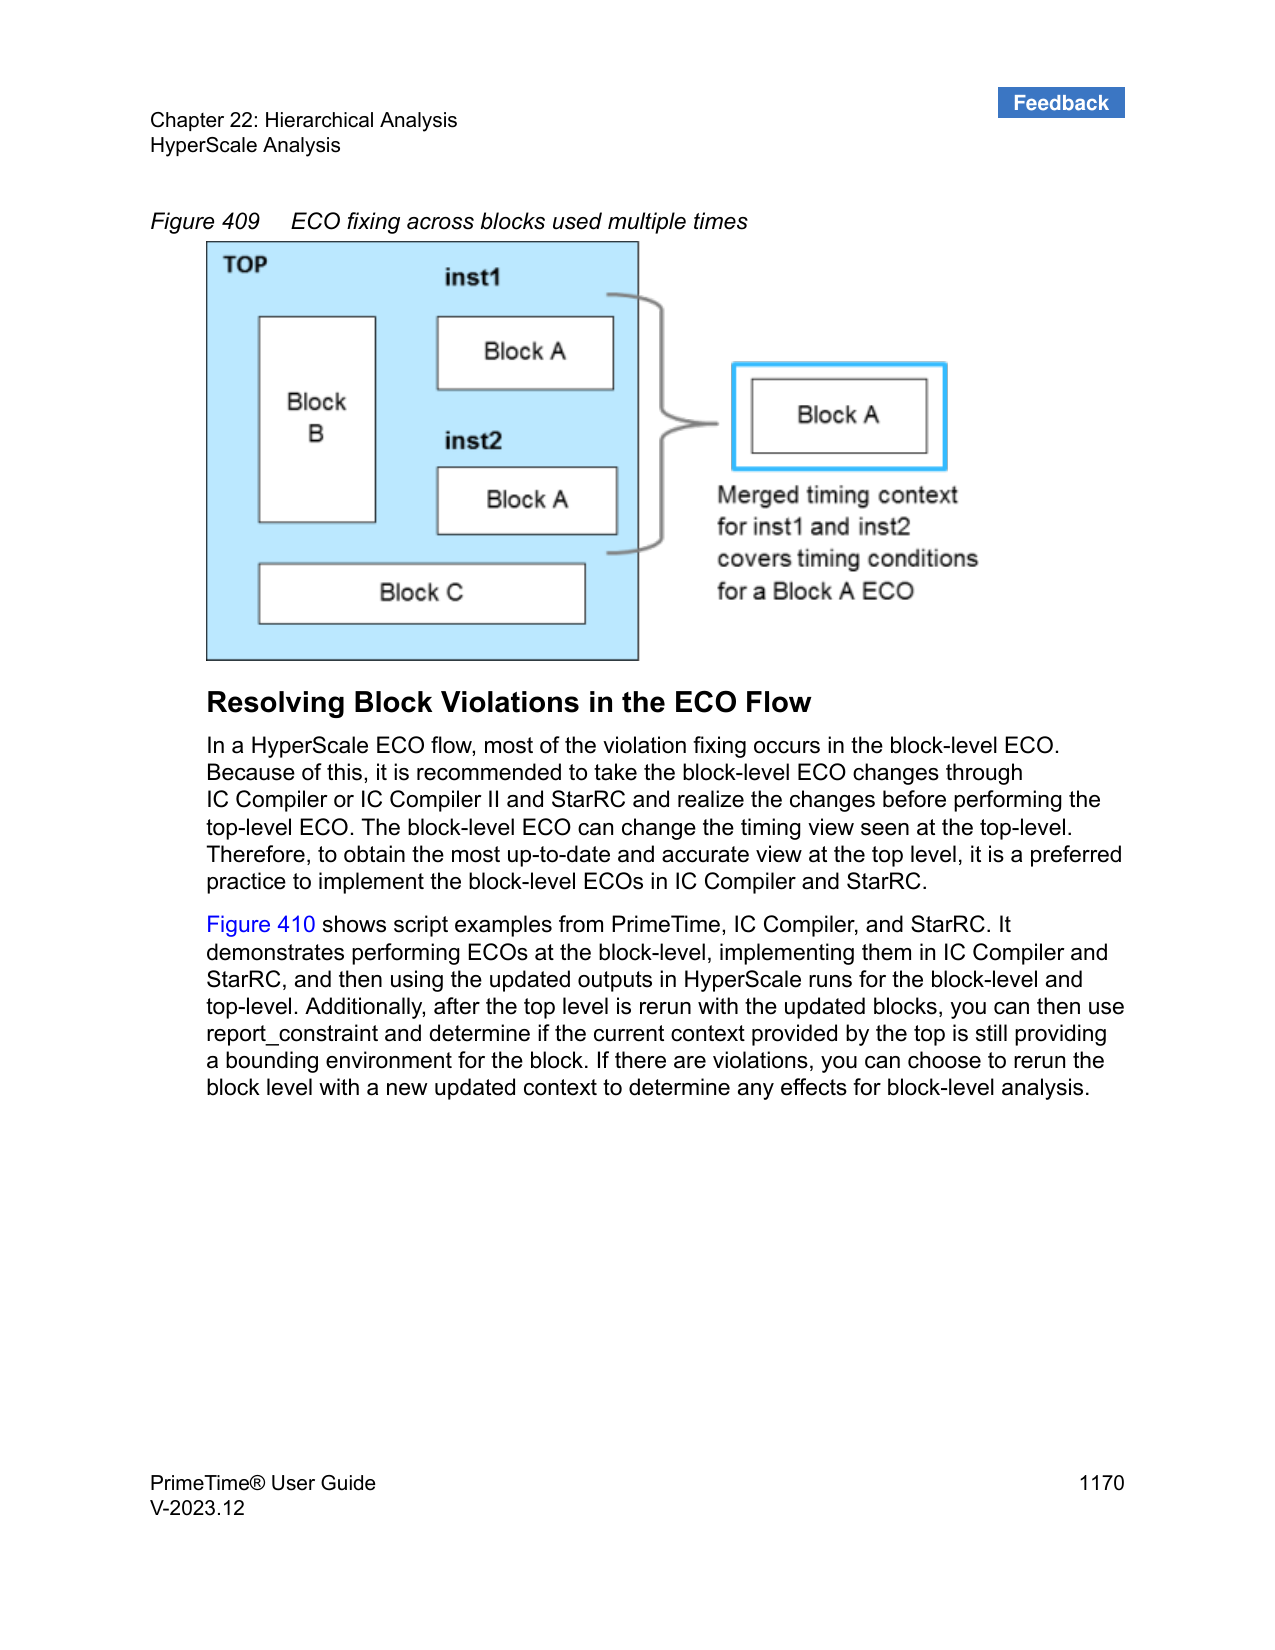 Feedback
Chapter 22: Hierarchical Analysis
HyperScale Analysis
Figure 409 ECO fixing across blocks used multiple times
TOP
inst1
Block A
Block
B
inst2
Block A
Block C
Block A
Merged timing context
for inst1 and inst2
covers timing conditions
for a Block A ECO
Resolving Block Violations in the ECO Flow
In a HyperScale ECO flow, most of the violation fixing occurs in the block-level ECO.
Because of this, it is recommended to take the block-level ECO changes through
IC Compiler or IC Compiler II and StarRC and realize the changes before performing the
top-level ECO. The block-level ECO can change the timing view seen at the top-level.
Therefore, to obtain the most up-to-date and accurate view at the top level, it is a preferred
practice to implement the block-level ECOs in IC Compiler and StarRC.
Figure 410 shows script examples from PrimeTime, IC Compiler, and StarRC. It
demonstrates performing ECOs at the block-level, implementing them in IC Compiler and
StarRC, and then using the updated outputs in HyperScale runs for the block-level and
top-level. Additionally, after the top level is rerun with the updated blocks, you can then use
report_constraint and determine if the current context provided by the top is still providing
a bounding environment for the block. If there are violations, you can choose to rerun the
block level with a new updated context to determine any effects for block-level analysis.
PrimeTime® User Guide
V-2023.12
1170